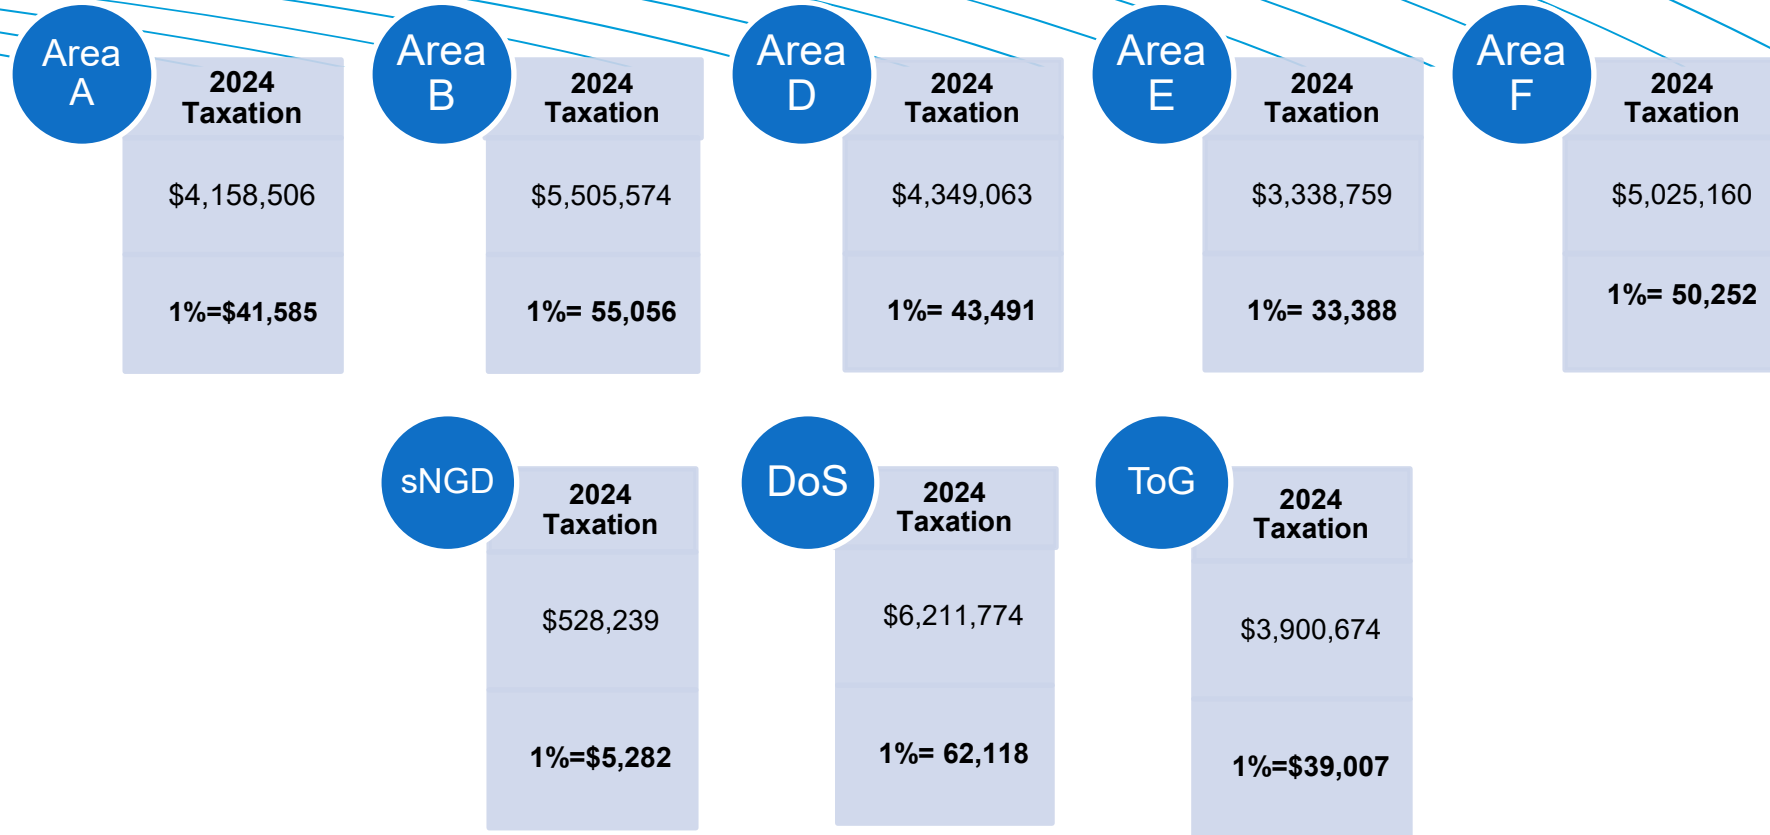 Area
A
2024
Taxation
$4,158,506
1%=$41,585
Area
B
2024
Taxation
$5,505,574
1%= 55,056
Area
D
2024
Taxation
$4,349,063
1%= 43,491
Area
E
2024
Taxation
$3,338,759
1%= 33,388
Area
F
2024
Taxation
$5,025,160
1%= 50,252
sNGD
2024
Taxation
$528,239
1%=$5,282
DoS
2024
Taxation
$6,211,774
1%= 62,118
ToG
2024
Taxation
$3,900,674
1%=$39,007